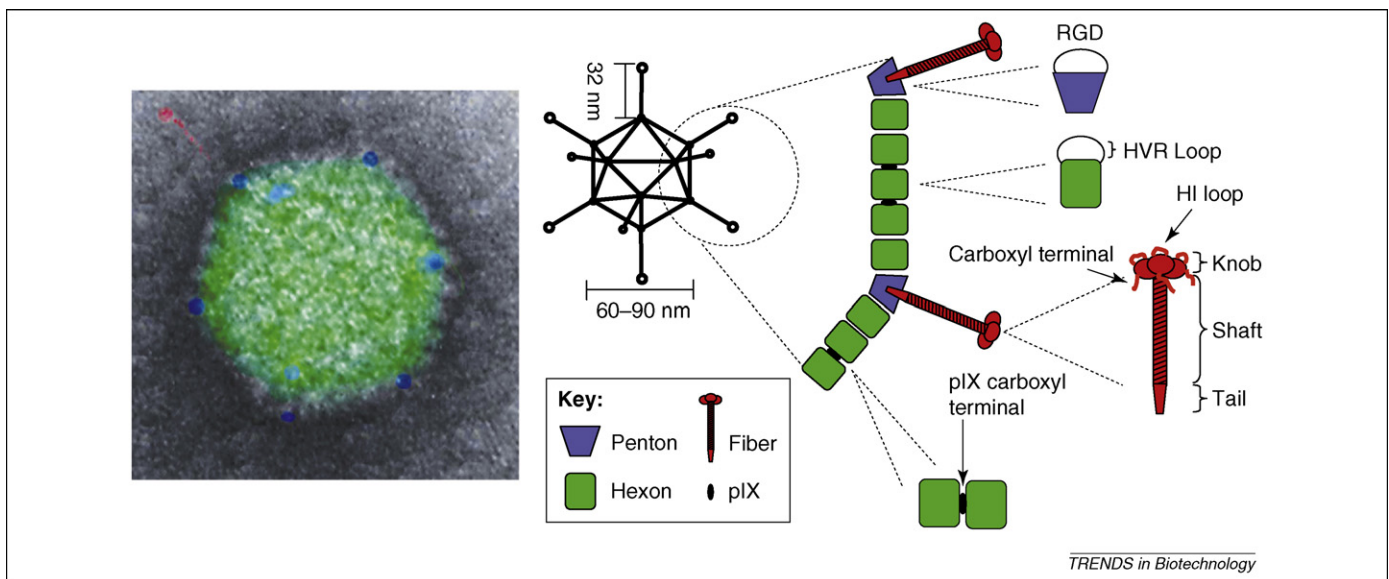 32 nm
60–90 nm
RGD
HVR Loop
HI loop
Carboxyl terminal
Knob
Shaft
Tail
pIX carboxyl
terminal
Key:
Penton
Fiber
Hexon
pIX
TRENDS in Biotechnology